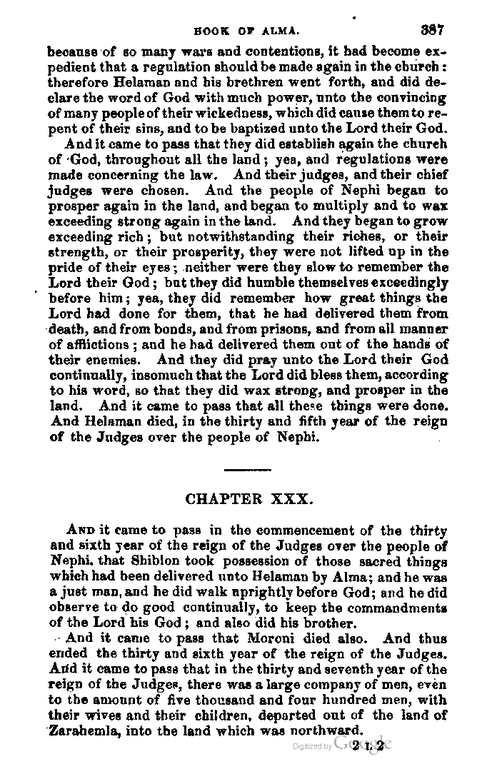 BOOK OF ALMA. 387
because of so many wars and contentions, it had become ex-
pedient that a regulation should be made again in the church:
therefore Helaman and his brethren went forth, and did de-
clare the word of God with much power, unto the convincing
of many people of their wickedness, which did cause them to re-
pent of their sins, and to be baptized unto the Lord their God.
And it came to pass that they did establish again the church
of God, throughout all the land; yea, and regulations were
made concerning the law. And their judges, and their chief
judges were chosen. And the people of Nephi began to
prosper again in the land, and began to multiply and to wax
exceeding strong again in the land. And they began to grow
exceeding rich; but notwithstanding their riches, or their
strength, or their prosperity, they were not lifted up in the
pride of their eyes; neither were they slow to remember the
Lord their God; but they did humble themselves exceedingly
before him; yea, they did remember how great things the
Lord had done for them, that he had delivered them from
death, and from bonds, and from prisons, and from all manner
of afflictions; and he had delivered them out of the hands of
their enemies. And they did pray unto the Lord their God
continually, insomuch that the Lord did bless them, according
to his word, so that they did wax strong, and prosper in the
land. And it came to pass that all these things were done.
And Helaman died, in the thirty and fifth year of the reign
of the Judges over the people of Nephi.
CHAPTER XXX.
AND it came to pass in the commencement of the thirty
and sixth year of the reign of the Judges over the people of
Nephi, that Shiblon took possession of those sacred things
which had been delivered unto Helaman by Alma; and he was
a just man, and he did walk uprightly before God; and he did
observe to do good continually, to keep the commandments
of the Lord his God; and also did his brother.
And it came to pass that Moroni died also. And thus
ended the thirty and sixth year of the reign of the Judges.
And it came to pass that in the thirty and seventh year of the
reign of the Judges, there was a large company of men, even
to the amount of five thousand and four hundred men, with
their wives and their children, departed out of the land of
Zarahemla, into the land which was northward.
Digitized by Google 2 L 2